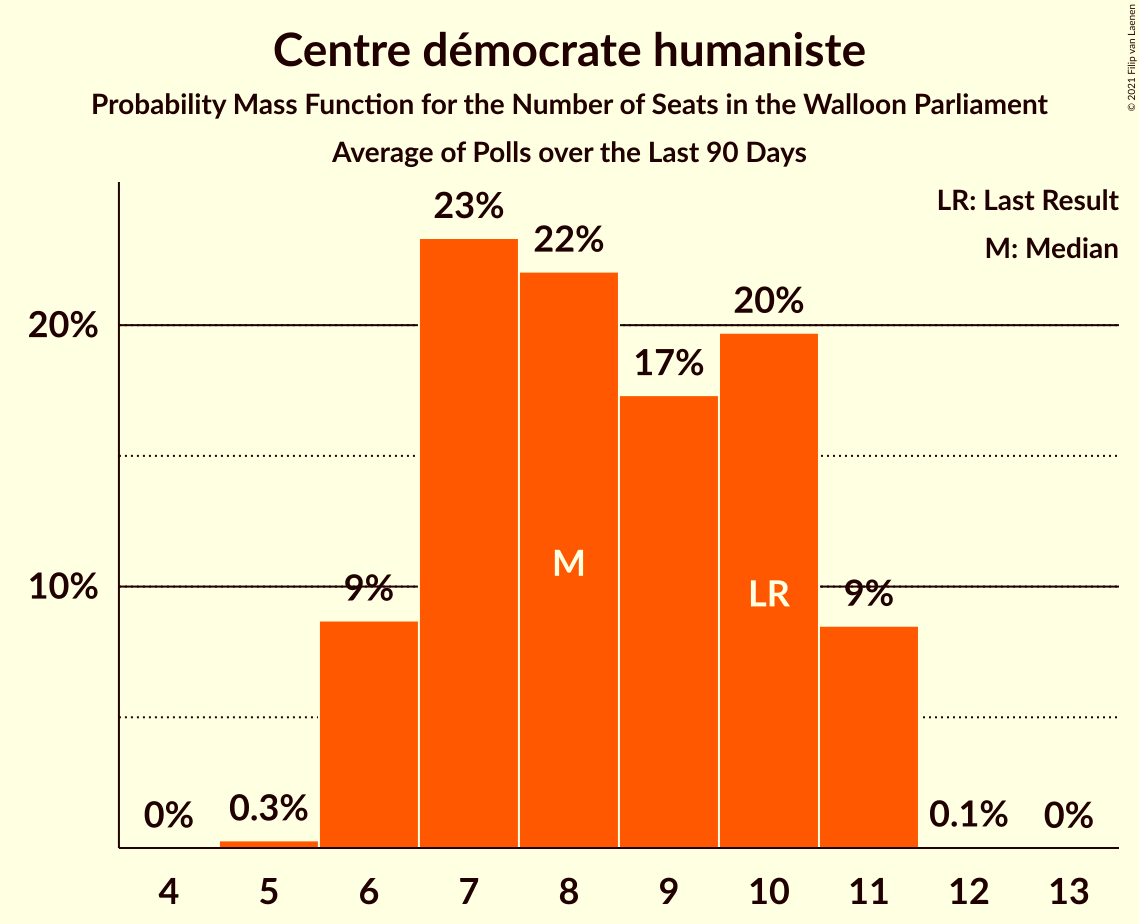 Centre démocrate humaniste
Probability Mass Function for the Number of Seats in the Walloon Parliament
Average of Polls over the Last 90 Days
© 2021 Filip van Laenen
LR: Last Result
M: Median
23%
22%
20%
20%
17%
10%
9%
M
LR
9%
0%
0.3%
0.1%
0%
4 5 6 7 8 9 10 11 12 13